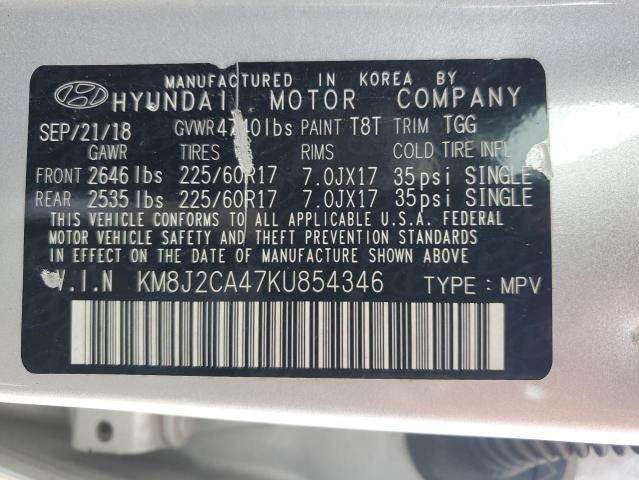 MANUFACTURED IN KOREA BY
HYUNDAI MOTOR COMPANY
SEP/21/18 GVWR 4740lbs PAINT T8T TRIM TGG
GAWR TIRES RIMS COLD TIRE INFL
FRONT 2646 lbs 225/60R17 7.0JX17 35psi SINGLE
REAR 2535 lbs 225/60R17 7.0JX17 35psi SINGLE
THIS VEHICLE CONFORMS TO ALL APPLICABLE U.S.A. FEDERAL
MOTOR VEHICLE SAFETY AND THEFT PREVENTION STANDARDS
IN EFFECT ON THE DATE OF MANUFACTURE SHOWN ABOVE.
V.I.N KM8J2CA47KU854346 TYPE: MPV